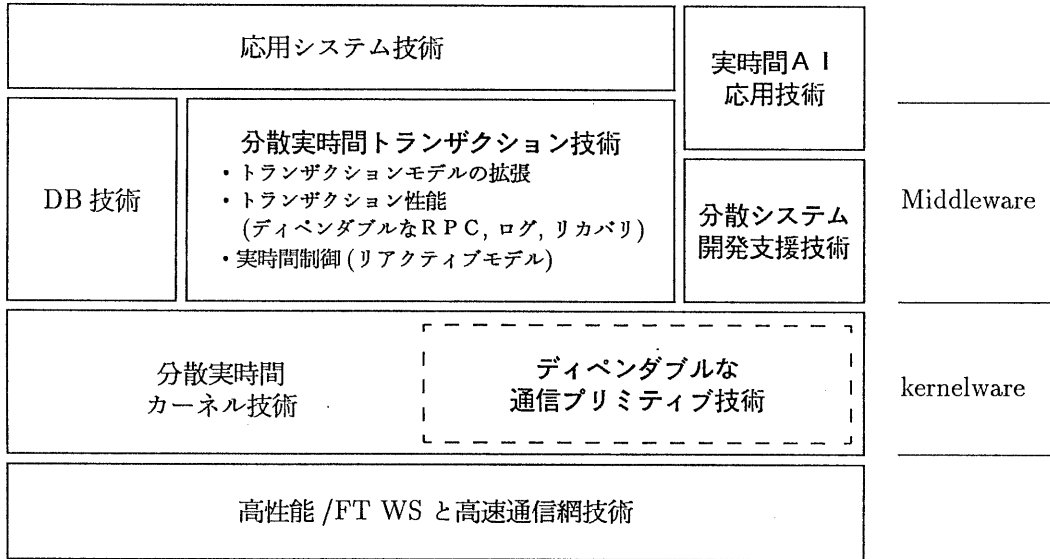 応用システム技術
実時間ＡＩ
応用技術
DB 技術
分散実時間トランザクション技術
・トランザクションモデルの拡張
・トランザクション性能
(ディペンダブルなＲＰＣ, ログ, リカバリ)
・実時間制御 (リアクティブモデル)
分散システム
開発支援技術
Middleware
分散実時間
カーネル技術
ディペンダブルな
通信プリミティブ技術
kernelware
高性能 /FT WS と高速通信網技術